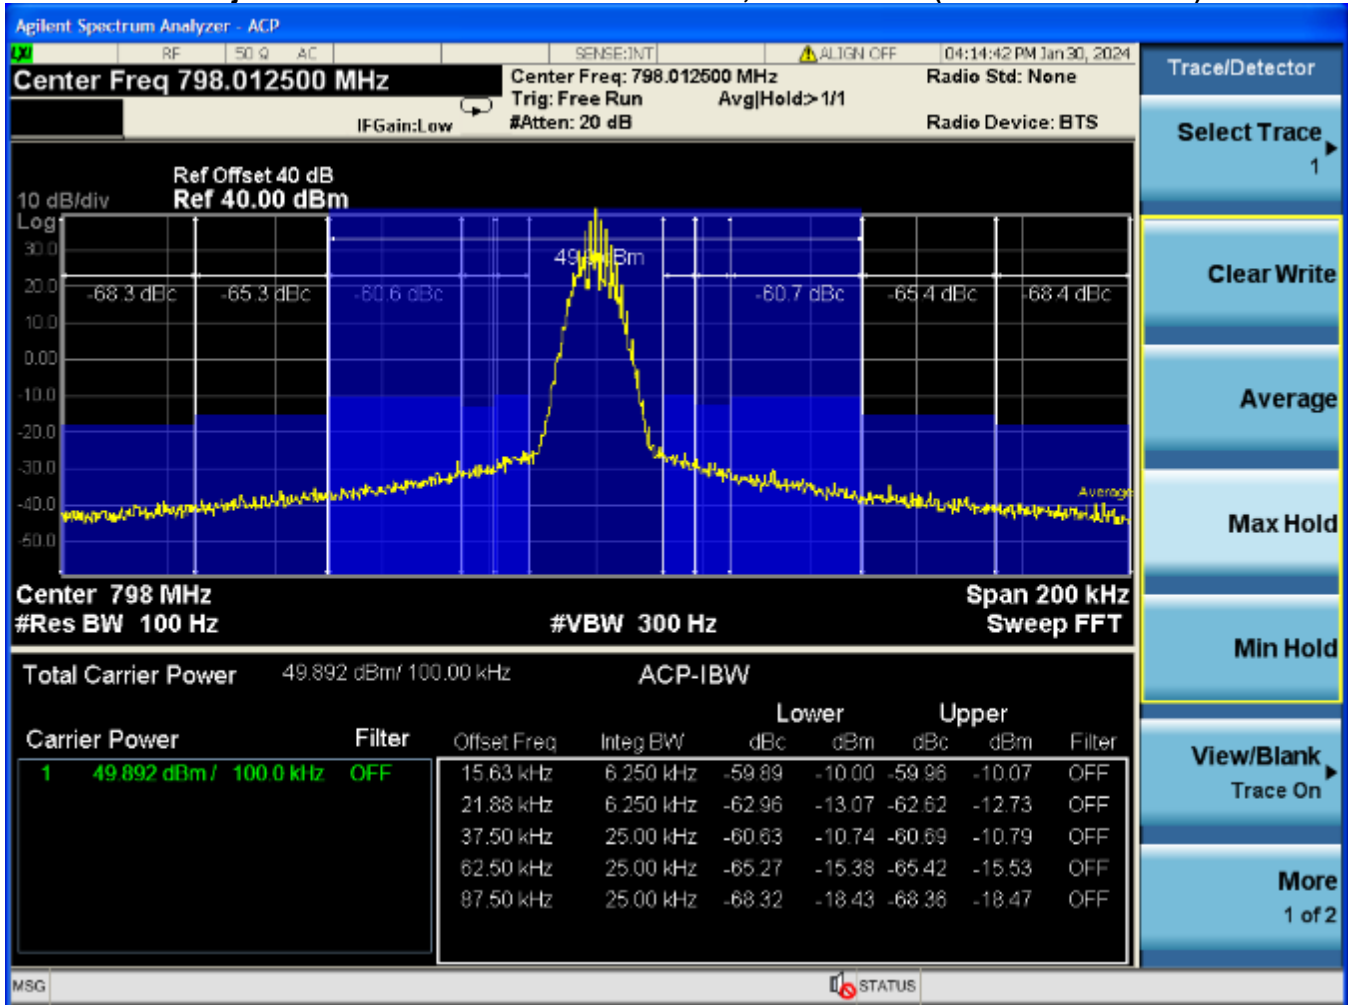 Agilent Spectrum Analyzer - ACP
LXI RF 50 Ω AC SENSE:INT ALIGN OFF 04:14:42 PM Jan 30, 2024
Center Freq 798.012500 MHz
Center Freq: 798.012500 MHz Radio Std: None
Trig: Free Run Avg|Hold:>1/1
IFGain:Low #Atten: 20 dB Radio Device: BTS
Ref Offset 40 dB
10 dB/div Ref 40.00 dBm
Log
30.0
20.0
10.0
0.00
-10.0
-20.0
-30.0
-40.0
-50.0
-68.3 dBc -65.3 dBc -60.6 dBc -60.7 dBc -65.4 dBc -68.4 dBc
Average
Center 798 MHz Span 200 kHz
#Res BW 100 Hz #VBW 300 Hz Sweep FFT
Total Carrier Power 49.892 dBm/ 100.00 kHz ACP-IBW
Lower Upper
Carrier Power Filter Offset Freq Integ BW dBc dBm dBc dBm Filter
1 49.892 dBm / 100.0 kHz OFF 15.63 kHz 6.250 kHz -59.89 -10.00 -59.96 -10.07 OFF
21.88 kHz 6.250 kHz -62.96 -13.07 -62.62 -12.73 OFF
37.50 kHz 25.00 kHz -60.63 -10.74 -60.69 -10.79 OFF
62.50 kHz 25.00 kHz -65.27 -15.38 -65.42 -15.53 OFF
87.50 kHz 25.00 kHz -68.32 -18.43 -68.36 -18.47 OFF
MSG STATUS
Trace/Detector
Select Trace
1
Clear Write
Average
Max Hold
Min Hold
View/Blank
Trace On
More
1 of 2